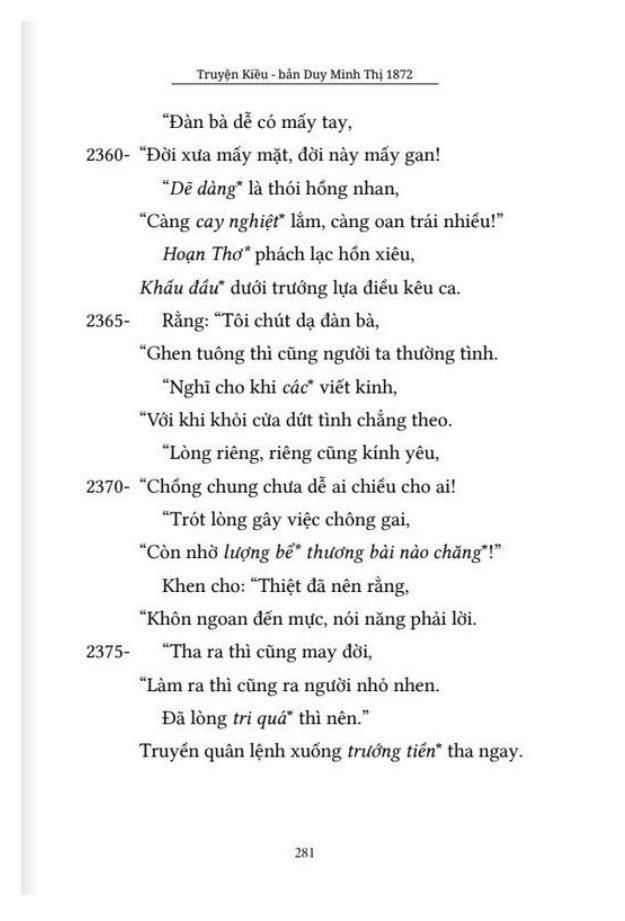 Truyện Kiều - bản Duy Minh Thị 1872
“Đàn bà dễ có mấy tay,
2360- “Đời xưa mấy mặt, đời này mấy gan!
“Dẽ dàng* là thói hồng nhan,
“Càng cay nghiệt* lắm, càng oan trái nhiều!”
Hoạn Thơ* phách lạc hồn xiêu,
Khấu đầu* dưới trướng lựa điều kêu ca.
2365- Rằng: “Tôi chút dạ đàn bà,
“Ghen tuông thì cũng người ta thường tình.
“Nghĩ cho khi các* viết kinh,
“Với khi khỏi cửa dứt tình chẳng theo.
“Lòng riêng, riêng cũng kính yêu,
2370- “Chồng chung chưa dễ ai chiều cho ai!
“Trót lòng gây việc chông gai,
“Còn nhờ lượng bể* thương bài nào chăng*!”
Khen cho: “Thiệt đã nên rằng,
“Khôn ngoan đến mực, nói năng phải lời.
2375- “Tha ra thì cũng may đời,
“Làm ra thì cũng ra người nhỏ nhen.
Đã lòng tri quá* thì nên.”
Truyền quân lệnh xuống trướng tiền* tha ngay.
281